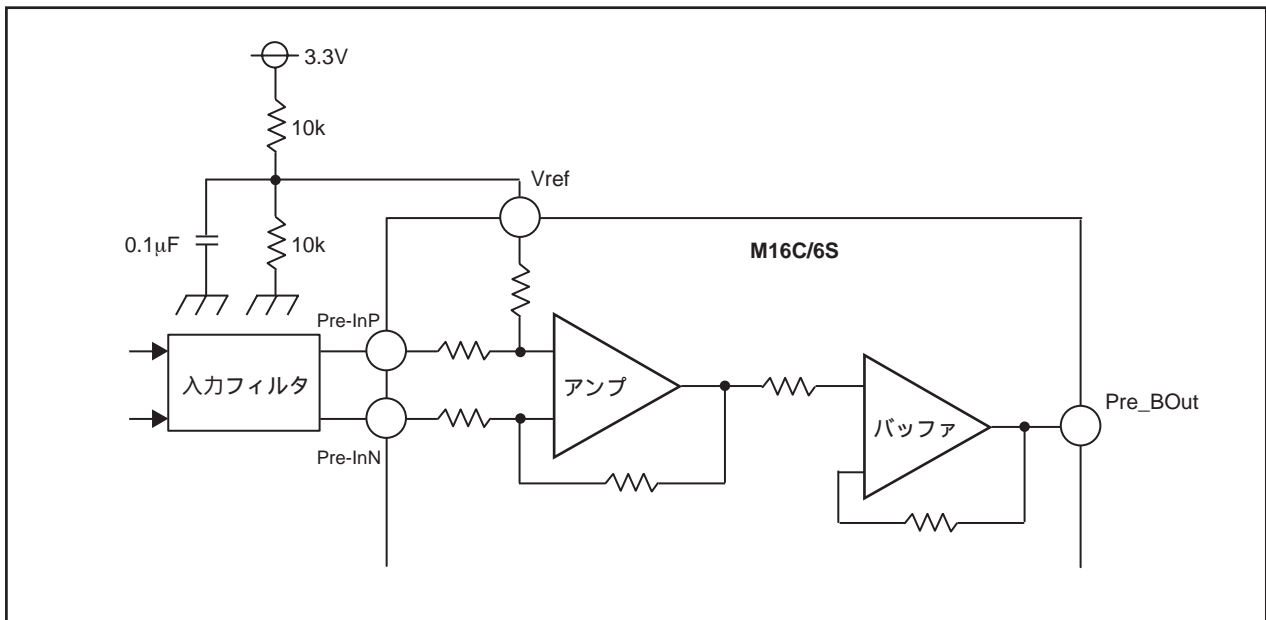 3.3V
10k
Vref
0.1μF
10k
M16C/6S
Pre-InP
入力フィルタ
アンプ
バッファ
Pre_BOut
Pre-InN